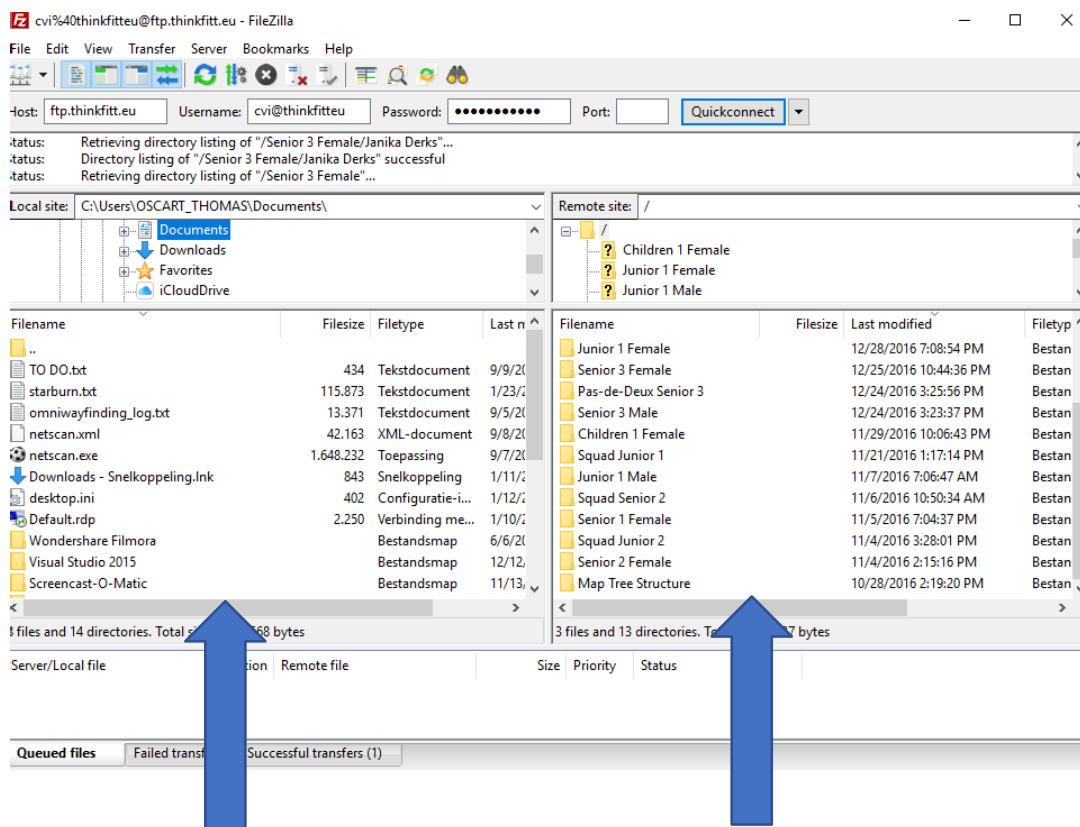 cvi%40thinkfitteu@ftp.thinkfitt.eu - FileZilla
File Edit View Transfer Server Bookmarks Help
Host: ftp.thinkfitt.eu Username: cvi@thinkfitteu Password: ●●●●●●●●●●● Port: Quickconnect
Status: Retrieving directory listing of "/Senior 3 Female/Janika Derks"...
Status: Directory listing of "/Senior 3 Female/Janika Derks" successful
Status: Retrieving directory listing of "/Senior 3 Female"...
Local site: C:\Users\OSCART_THOMAS\Documents\
Documents
Downloads
Favorites
iCloudDrive
Filename Filesize Filetype Last m
..
TO DO.txt 434 Tekstdocument 9/9/20
starburn.txt 115.873 Tekstdocument 1/23/2
omniwayfinding_log.txt 13.371 Tekstdocument 9/5/20
netscan.xml 42.163 XML-document 9/8/20
netscan.exe 1.648.232 Toepassing 9/7/20
Downloads - Snelkoppeling.lnk 843 Snelkoppeling 1/11/2
desktop.ini 402 Configuratie-i... 1/12/2
Default.rdp 2.250 Verbinding me... 1/10/2
Wondershare Filmora Bestandsmap 6/6/20
Visual Studio 2015 Bestandsmap 12/12,
Screencast-O-Matic Bestandsmap 11/13,
8 files and 14 directories. Total 568 bytes
Remote site: /
/
? Children 1 Female
? Junior 1 Female
? Junior 1 Male
Filename Filesize Last modified Filetyp
Junior 1 Female 12/28/2016 7:08:54 PM Bestan
Senior 3 Female 12/25/2016 10:44:36 PM Bestan
Pas-de-Deux Senior 3 12/24/2016 3:25:56 PM Bestan
Senior 3 Male 12/24/2016 3:23:37 PM Bestan
Children 1 Female 11/29/2016 10:06:43 PM Bestan
Squad Junior 1 11/21/2016 1:17:14 PM Bestan
Junior 1 Male 11/7/2016 7:06:47 AM Bestan
Squad Senior 2 11/6/2016 10:50:34 AM Bestan
Senior 1 Female 11/5/2016 7:04:37 PM Bestan
Squad Junior 2 11/4/2016 3:28:01 PM Bestan
Senior 2 Female 11/4/2016 2:15:16 PM Bestan
Map Tree Structure 10/28/2016 2:19:20 PM Bestan
3 files and 13 directories. 37 bytes
Server/Local file tion Remote file Size Priority Status
Queued files Failed transf Successful transfers (1)